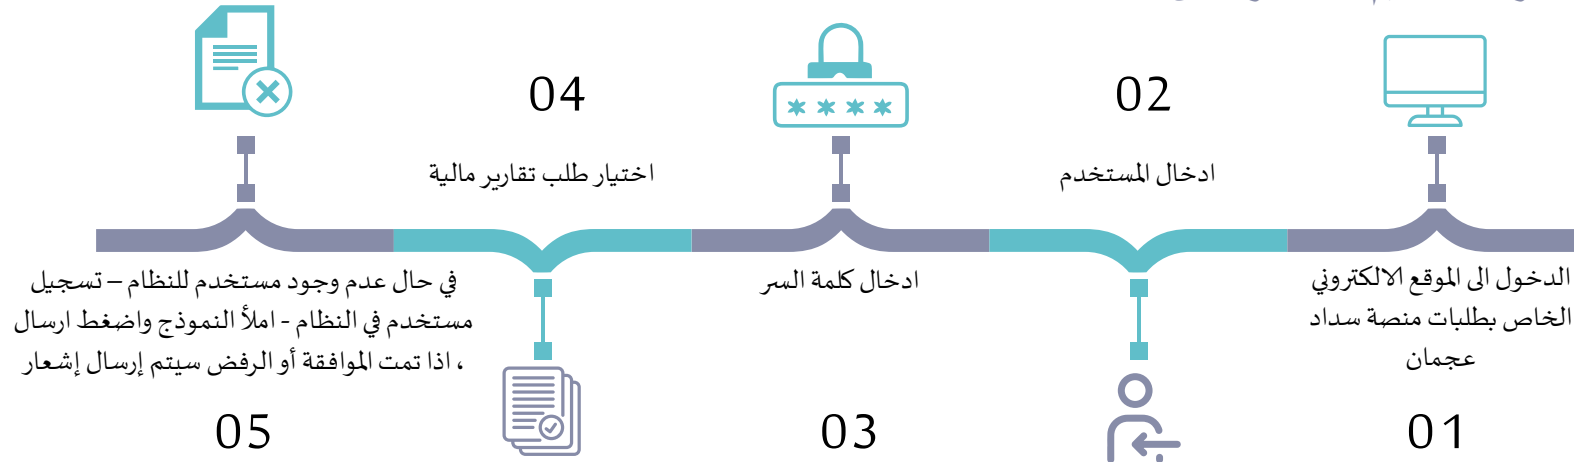 01
الدخول الى الموقع الالكتروني
الخاص بطلبات منصة سداد
عجمان
02
ادخال المستخدم
03
ادخال كلمة السر
04
اختيار طلب تقارير مالية
05
في حال عدم وجود مستخدم للنظام – تسجيل
مستخدم في النظام - املأ النموذج واضغط ارسال
، اذا تمت الموافقة أو الرفض سيتم إرسال إشعار